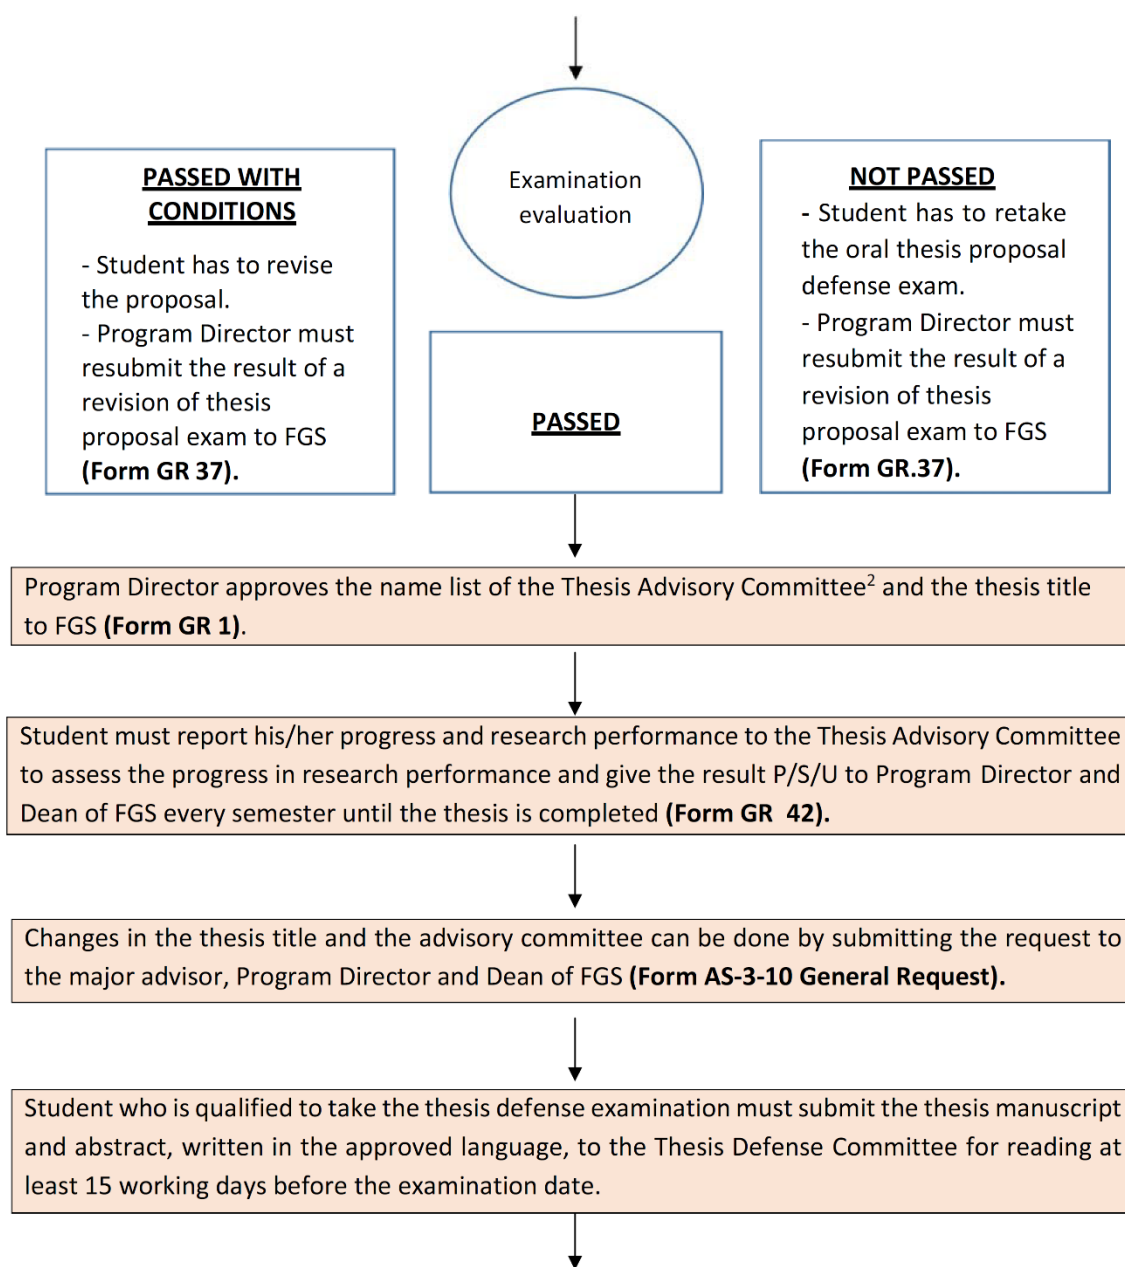 Examination
evaluation
PASSED WITH
CONDITIONS
- Student has to revise
the proposal.
- Program Director must
resubmit the result of a
revision of thesis
proposal exam to FGS
(Form GR 37).
PASSED
NOT PASSED
- Student has to retake
the oral thesis proposal
defense exam.
- Program Director must
resubmit the result of a
revision of thesis
proposal exam to FGS
(Form GR.37).
Program Director approves the name list of the Thesis Advisory Committee² and the thesis title
to FGS (Form GR 1).
Student must report his/her progress and research performance to the Thesis Advisory Committee
to assess the progress in research performance and give the result P/S/U to Program Director and
Dean of FGS every semester until the thesis is completed (Form GR 42).
Changes in the thesis title and the advisory committee can be done by submitting the request to
the major advisor, Program Director and Dean of FGS (Form AS-3-10 General Request).
Student who is qualified to take the thesis defense examination must submit the thesis manuscript
and abstract, written in the approved language, to the Thesis Defense Committee for reading at
least 15 working days before the examination date.